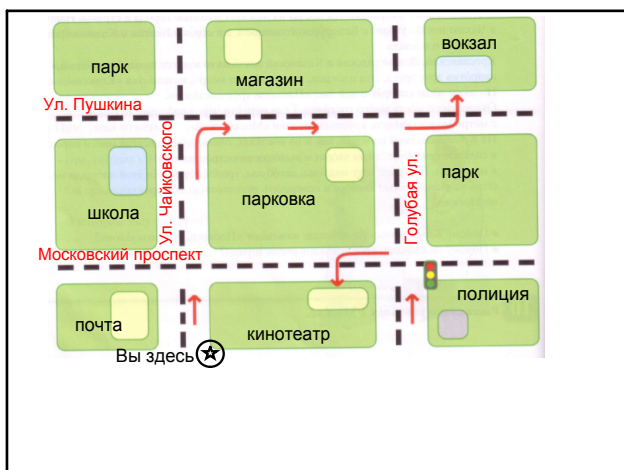 парк
магазин
вокзал
Ул. Пушкина
Ул. Чайковского
школа
парковка
Голубая ул.
парк
Московский проспект
почта
кинотеатр
полиция
Вы здесь